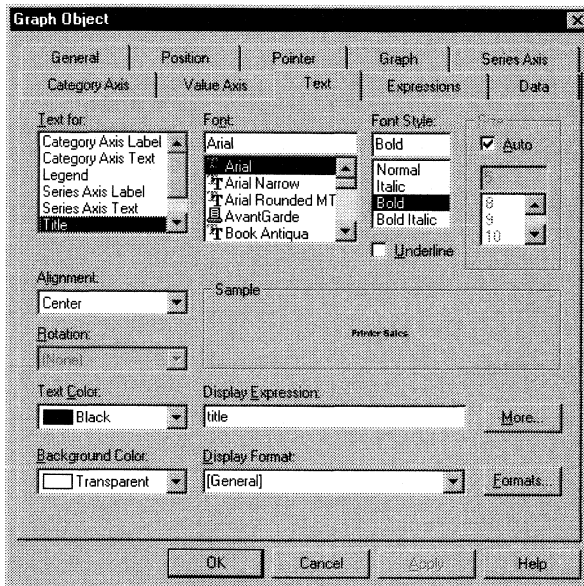 Graph Object
General Position Pointer Graph Series Axis
Category Axis Value Axis Text Expressions Data
Text for:
Category Axis Label
Category Axis Text
Legend
Series Axis Label
Series Axis Text
Title
Font:
Arial
Arial
Arial Narrow
Arial Rounded MT
AvantGarde
Book Antiqua
Font Style:
Bold
Normal
Italic
Bold
Bold Italic
Underline
Auto
8
9
10
Alignment:
Center
Rotation:
(None)
Sample
Printer Sales
Text Color:
Black
Display Expression:
title
More...
Background Color:
Transparent
Display Format:
[General]
Formats...
OK Cancel Apply Help